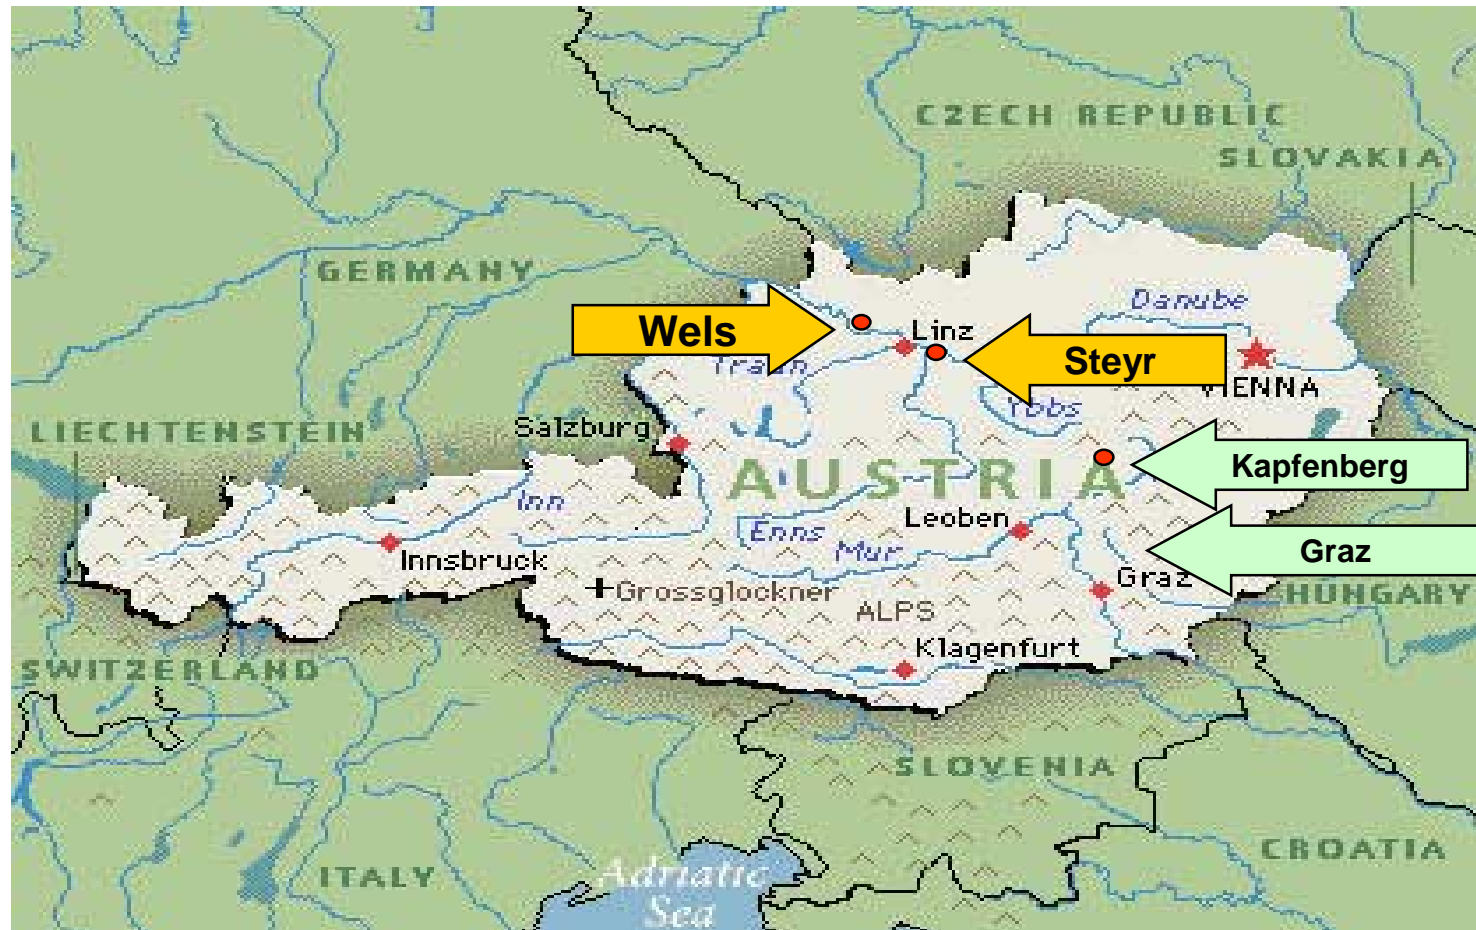 CZECH REPUBLIC
SLOVAKIA
GERMANY
Danube
Wels
Linz
Steyr
Traun
VIENNA
Ybbs
Salzburg
LIECHTENSTEIN
Kapfenberg
AUSTRIA
Inn
Leoben
Enns
Mur
Graz
Innsbruck
Graz
Grossglockner
HUNGARY
ALPS
Klagenfurt
SWITZERLAND
SLOVENIA
CROATIA
ITALY
Adriatic
Sea